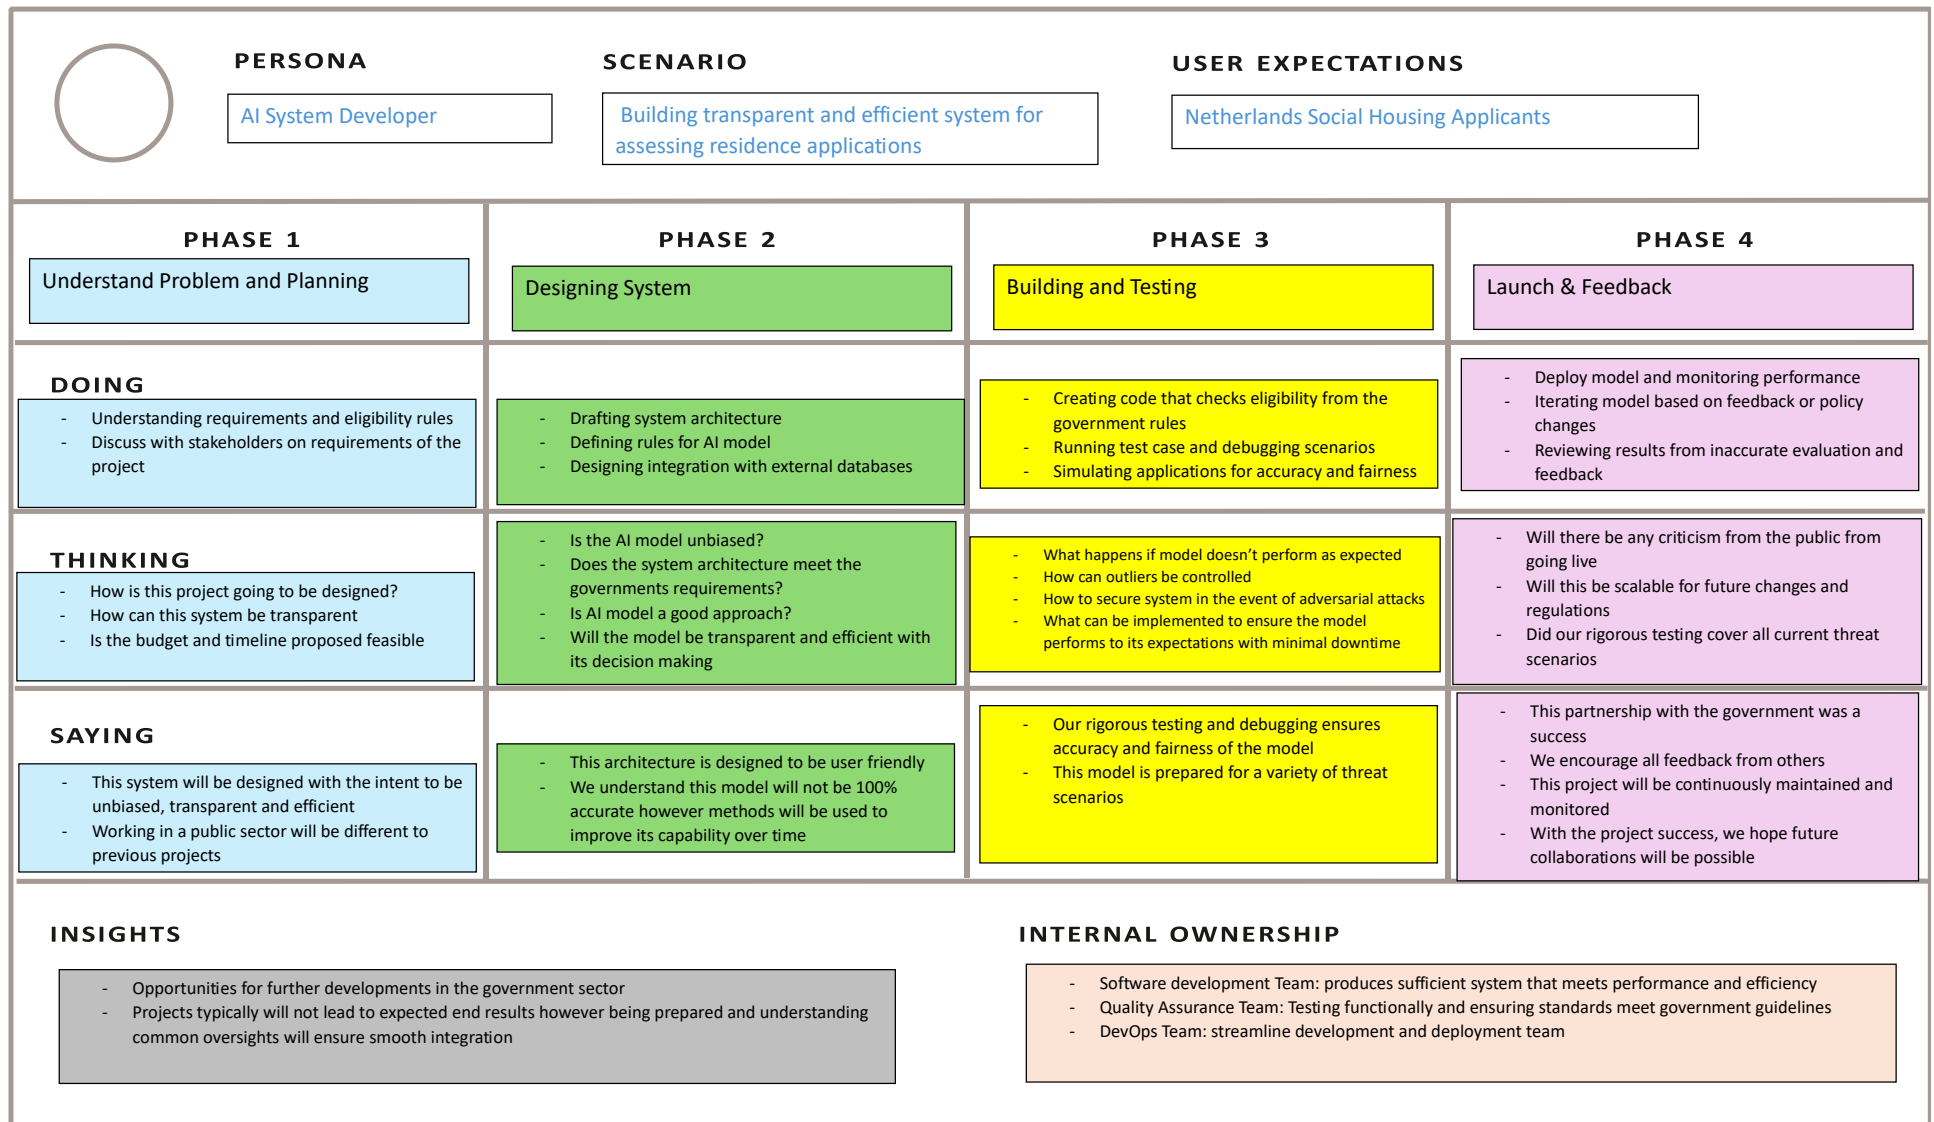 PERSONA
AI System Developer
SCENARIO
Building transparent and efficient system for
assessing residence applications
USER EXPECTATIONS
Netherlands Social Housing Applicants
PHASE 1
Understand Problem and Planning
PHASE 2
Designing System
PHASE 3
Building and Testing
PHASE 4
Launch & Feedback
DOING
- Understanding requirements and eligibility rules
- Discuss with stakeholders on requirements of the
project
- Drafting system architecture
- Defining rules for AI model
- Designing integration with external databases
- Creating code that checks eligibility from the
government rules
- Running test case and debugging scenarios
- Simulating applications for accuracy and fairness
- Deploy model and monitoring performance
- Iterating model based on feedback or policy
changes
- Reviewing results from inaccurate evaluation and
feedback
THINKING
- How is this project going to be designed?
- How can this system be transparent
- Is the budget and timeline proposed feasible
- Is the AI model unbiased?
- Does the system architecture meet the
governments requirements?
- Is AI model a good approach?
- Will the model be transparent and efficient with
its decision making
- What happens if model doesn't perform as expected
- How can outliers be controlled
- How to secure system in the event of adversarial attacks
- What can be implemented to ensure the model
performs to its expectations with minimal downtime
- Will there be any criticism from the public from
going live
- Will this be scalable for future changes and
regulations
- Did our rigorous testing cover all current threat
scenarios
SAYING
- This system will be designed with the intent to be
unbiased, transparent and efficient
- Working in a public sector will be different to
previous projects
- This architecture is designed to be user friendly
- We understand this model will not be 100%
accurate however methods will be used to
improve its capability over time
- Our rigorous testing and debugging ensures
accuracy and fairness of the model
- This model is prepared for a variety of threat
scenarios
- This partnership with the government was a
success
- We encourage all feedback from others
- This project will be continuously maintained and
monitored
- With the project success, we hope future
collaborations will be possible
INSIGHTS
- Opportunities for further developments in the government sector
- Projects typically will not lead to expected end results however being prepared and understanding
common oversights will ensure smooth integration
INTERNAL OWNERSHIP
- Software development Team: produces sufficient system that meets performance and efficiency
- Quality Assurance Team: Testing functionally and ensuring standards meet government guidelines
- DevOps Team: streamline development and deployment team